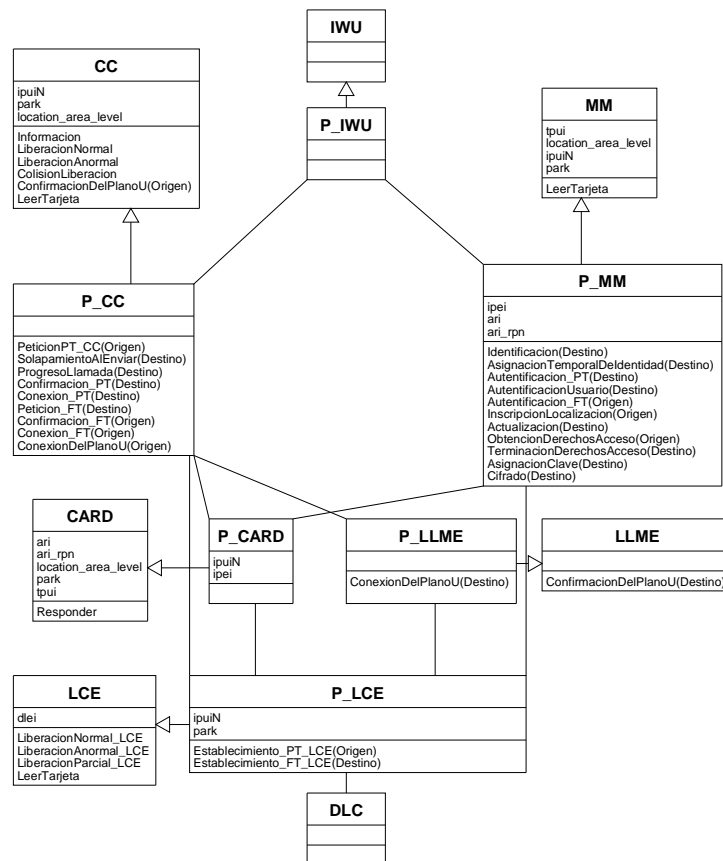 IWU
CC
ipuiN
park
location_area_level
Informacion
LiberacionNormal
LiberacionAnormal
ColisionLiberacion
ConfirmacionDelPlanoU(Origen)
LeerTarjeta
P_IWU
MM
tpui
location_area_level
ipuiN
park
LeerTarjeta
P_CC
PeticionPT_CC(Origen)
SolapamientoAlEnviar(Destino)
ProgresoLlamada(Destino)
Confirmacion_PT(Destino)
Conexion_PT(Destino)
Peticion_FT(Destino)
Confirmacion_FT(Origen)
Conexion_FT(Origen)
ConexionDelPlanoU(Origen)
P_MM
ipei
ari
ari_rpn
Identificacion(Destino)
AsignacionTemporalDeIdentidad(Destino)
Autentificacion_PT(Destino)
AutentificacionUsuario(Destino)
Autentificacion_FT(Origen)
InscripcionLocalizacion(Origen)
Actualizacion(Destino)
ObtencionDerechosAcceso(Origen)
TerminacionDerechosAcceso(Destino)
AsignacionClave(Destino)
Cifrado(Destino)
CARD
ari
ari_rpn
location_area_level
park
tpui
Responder
P_CARD
ipuiN
ipei
P_LLME
ConexionDelPlanoU(Destino)
LLME
ConfirmacionDelPlanoU(Destino)
LCE
dlei
LiberacionNormal_LCE
LiberacionAnormal_LCE
LiberacionParcial_LCE
LeerTarjeta
P_LCE
ipuiN
park
Establecimiento_PT_LCE(Origen)
Establecimiento_FT_LCE(Destino)
DLC